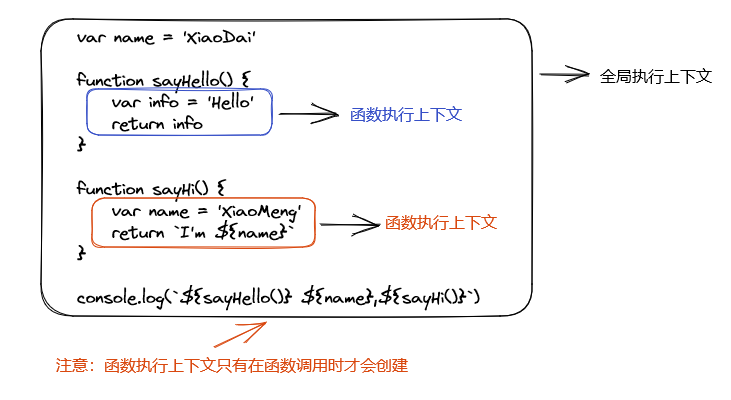 var name = 'XiaoDai'
全局执行上下文
function sayHello() {
var info = 'Hello'
函数执行上下文
return info
}
function sayHi() {
var name = 'XiaoMeng'
函数执行上下文
return `I'm ${name}`
}
console.log(`${sayHello()} ${name},${sayHi()}`)
注意：函数执行上下文只有在函数调用时才会创建